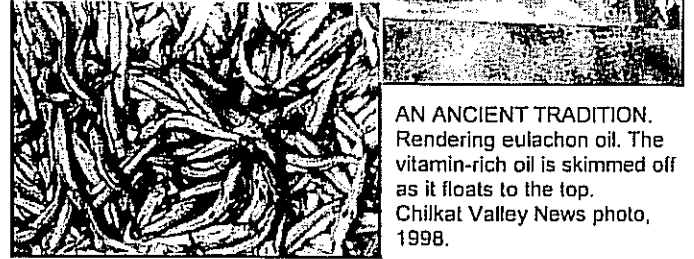 AN ANCIENT TRADITION.
Rendering eulachon oil. The
vitamin-rich oil is skimmed off
as it floats to the top.
Chilkat Valley News photo,
1998.